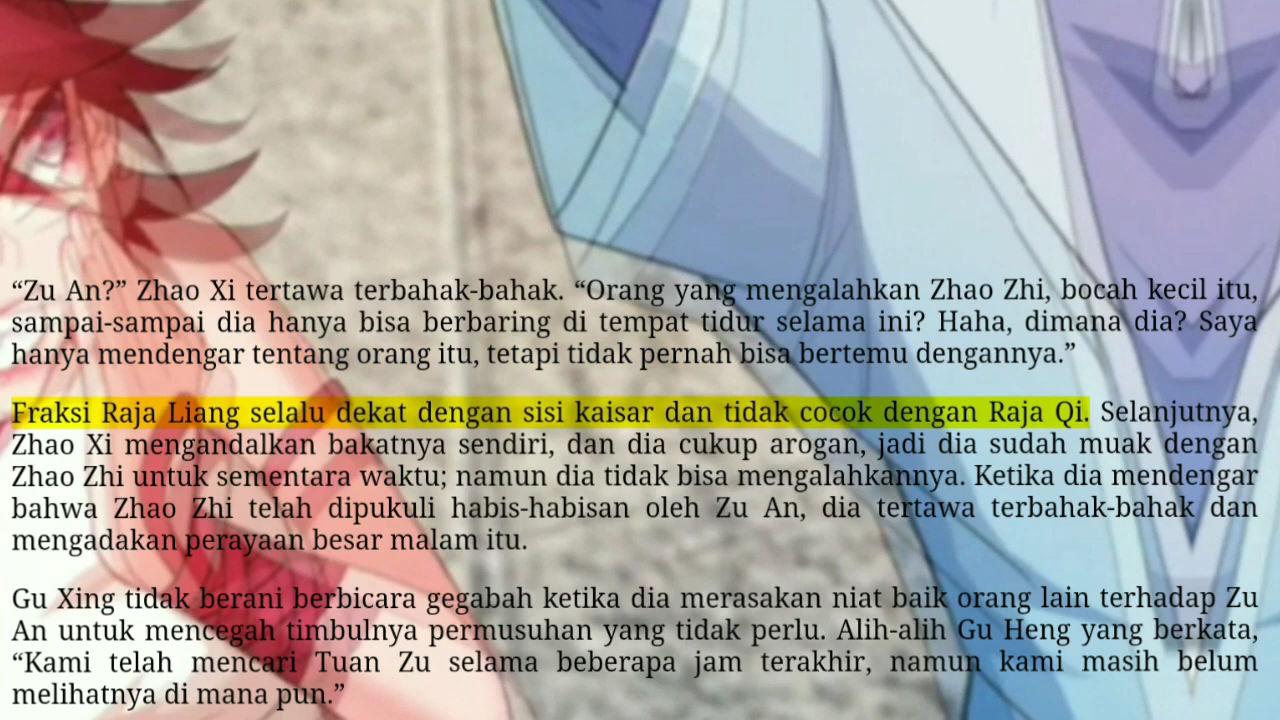 “Zu An?” Zhao Xi tertawa terbahak-bahak. “Orang yang mengalahkan Zhao Zhi, bocah kecil itu,
sampai-sampai dia hanya bisa berbaring di tempat tidur selama ini? Haha, dimana dia? Saya
hanya mendengar tentang orang itu, tetapi tidak pernah bisa bertemu dengannya.”
Fraksi Raja Liang selalu dekat dengan sisi kaisar dan tidak cocok dengan Raja Qi. Selanjutnya,
Zhao Xi mengandalkan bakatnya sendiri, dan dia cukup arogan, jadi dia sudah muak dengan
Zhao Zhi untuk sementara waktu; namun dia tidak bisa mengalahkannya. Ketika dia mendengar
bahwa Zhao Zhi telah dipukuli habis-habisan oleh Zu An, dia tertawa terbahak-bahak dan
mengadakan perayaan besar malam itu.
Gu Xing tidak berani berbicara gegabah ketika dia merasakan niat baik orang lain terhadap Zu
An untuk mencegah timbulnya permusuhan yang tidak perlu. Alih-alih Gu Heng yang berkata,
“Kami telah mencari Tuan Zu selama beberapa jam terakhir, namun kami masih belum
melihatnya di mana pun.”